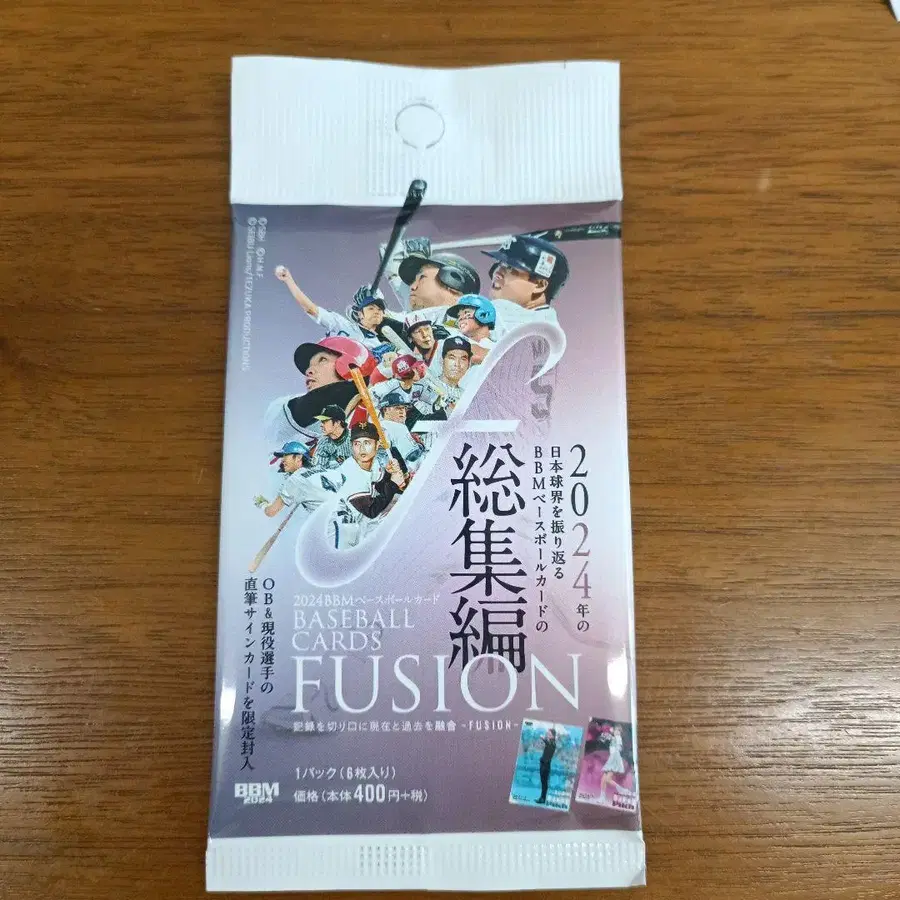 ©SBH ©H.M.F.
©SEIBU Lions/TEZUKA PRODUCTIONS
2024年の
日本球界を振り返る
BBMベースボールカードの
総集編
2024BBMベースボールカード
BASEBALL
CARDS
FUSION
記録を切り口に現在と過去を融合 -FUSION-
OB&現役選手の
直筆サインカードを限定封入
1パック(6枚入り)
価格(本体400円+税)
BBM
2024